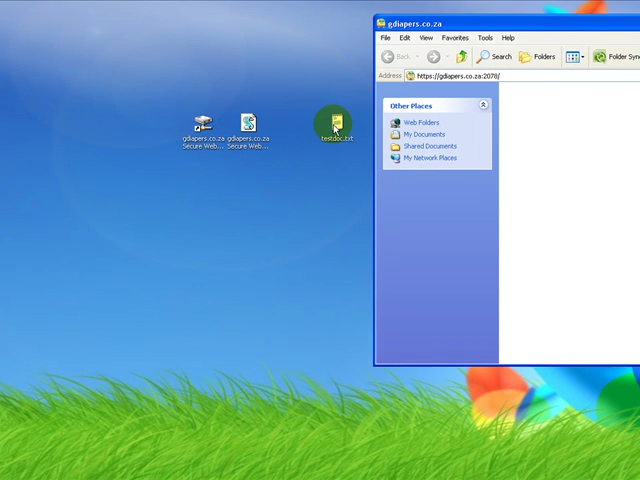 gdiapers.co.za
File Edit View Favorites Tools Help
Back Search Folders Folder Sync
Address https://gdiapers.co.za:2078/
Other Places
Web Folders
My Documents
Shared Documents
My Network Places
gdiapers.co.za
Secure Web...
gdiapers.co.za
Secure Web...
testdoc.txt